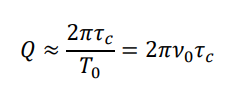 Q ≈ 2πτ_c / T_0 = 2πν_0τ_c